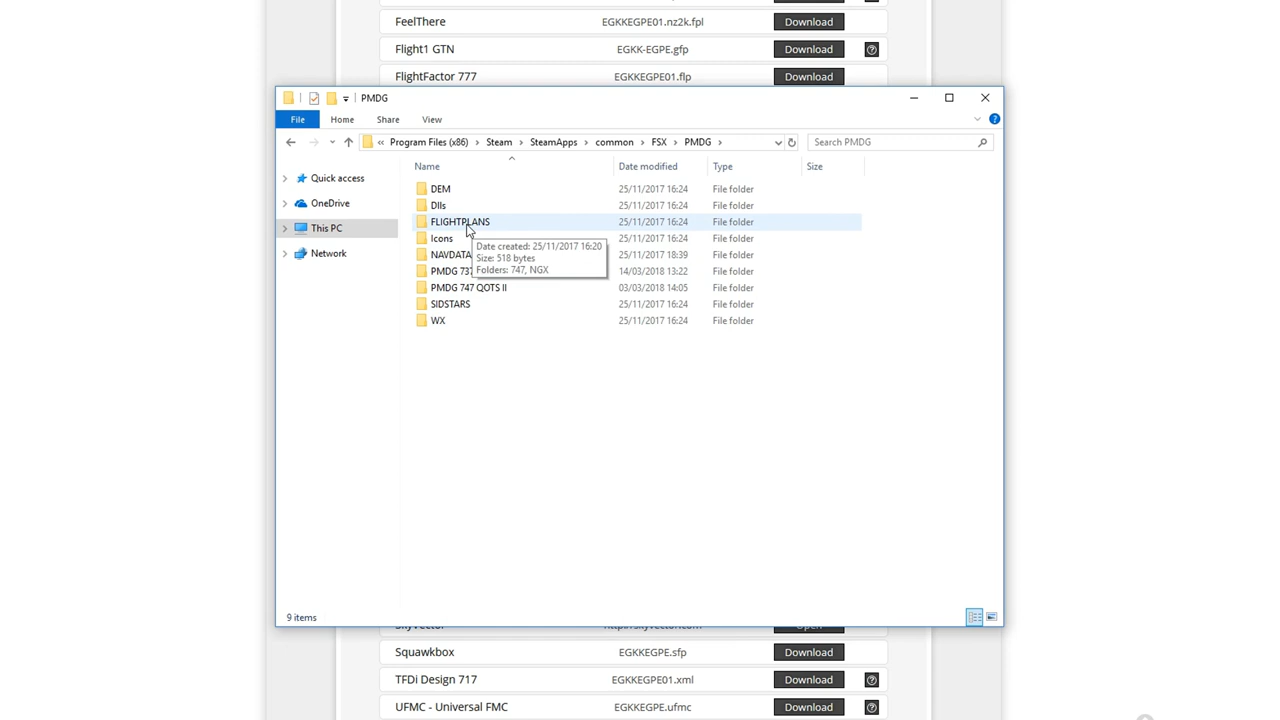 FeelThere EGKKEGPE01.nz2k.fpl Download
Flight1 GTN EGKK-EGPE.gfp Download
FlightFactor 777 EGKKEGPE01.flp Download
PMDG
File Home Share View
« Program Files (x86) > Steam > SteamApps > common > FSX > PMDG > Search PMDG
Name Date modified Type Size
Quick access
OneDrive
This PC
Network
DEM 25/11/2017 16:24 File folder
Dlls 25/11/2017 16:24 File folder
FLIGHTPLANS 25/11/2017 16:24 File folder
Icons 25/11/2017 16:24 File folder
NAVDATA 25/11/2017 18:39 File folder
PMDG 737 14/03/2018 13:22 File folder
PMDG 747 QOTS II 03/03/2018 14:05 File folder
SIDSTARS 25/11/2017 16:24 File folder
WX 25/11/2017 16:24 File folder
Date created: 25/11/2017 16:20
Size: 518 bytes
Folders: 747, NGX
9 items
Squawkbox EGKKEGPE.sfp Download
TFDi Design 717 EGKKEGPE01.xml Download
UFMC - Universal FMC EGKKEGPE.ufmc Download